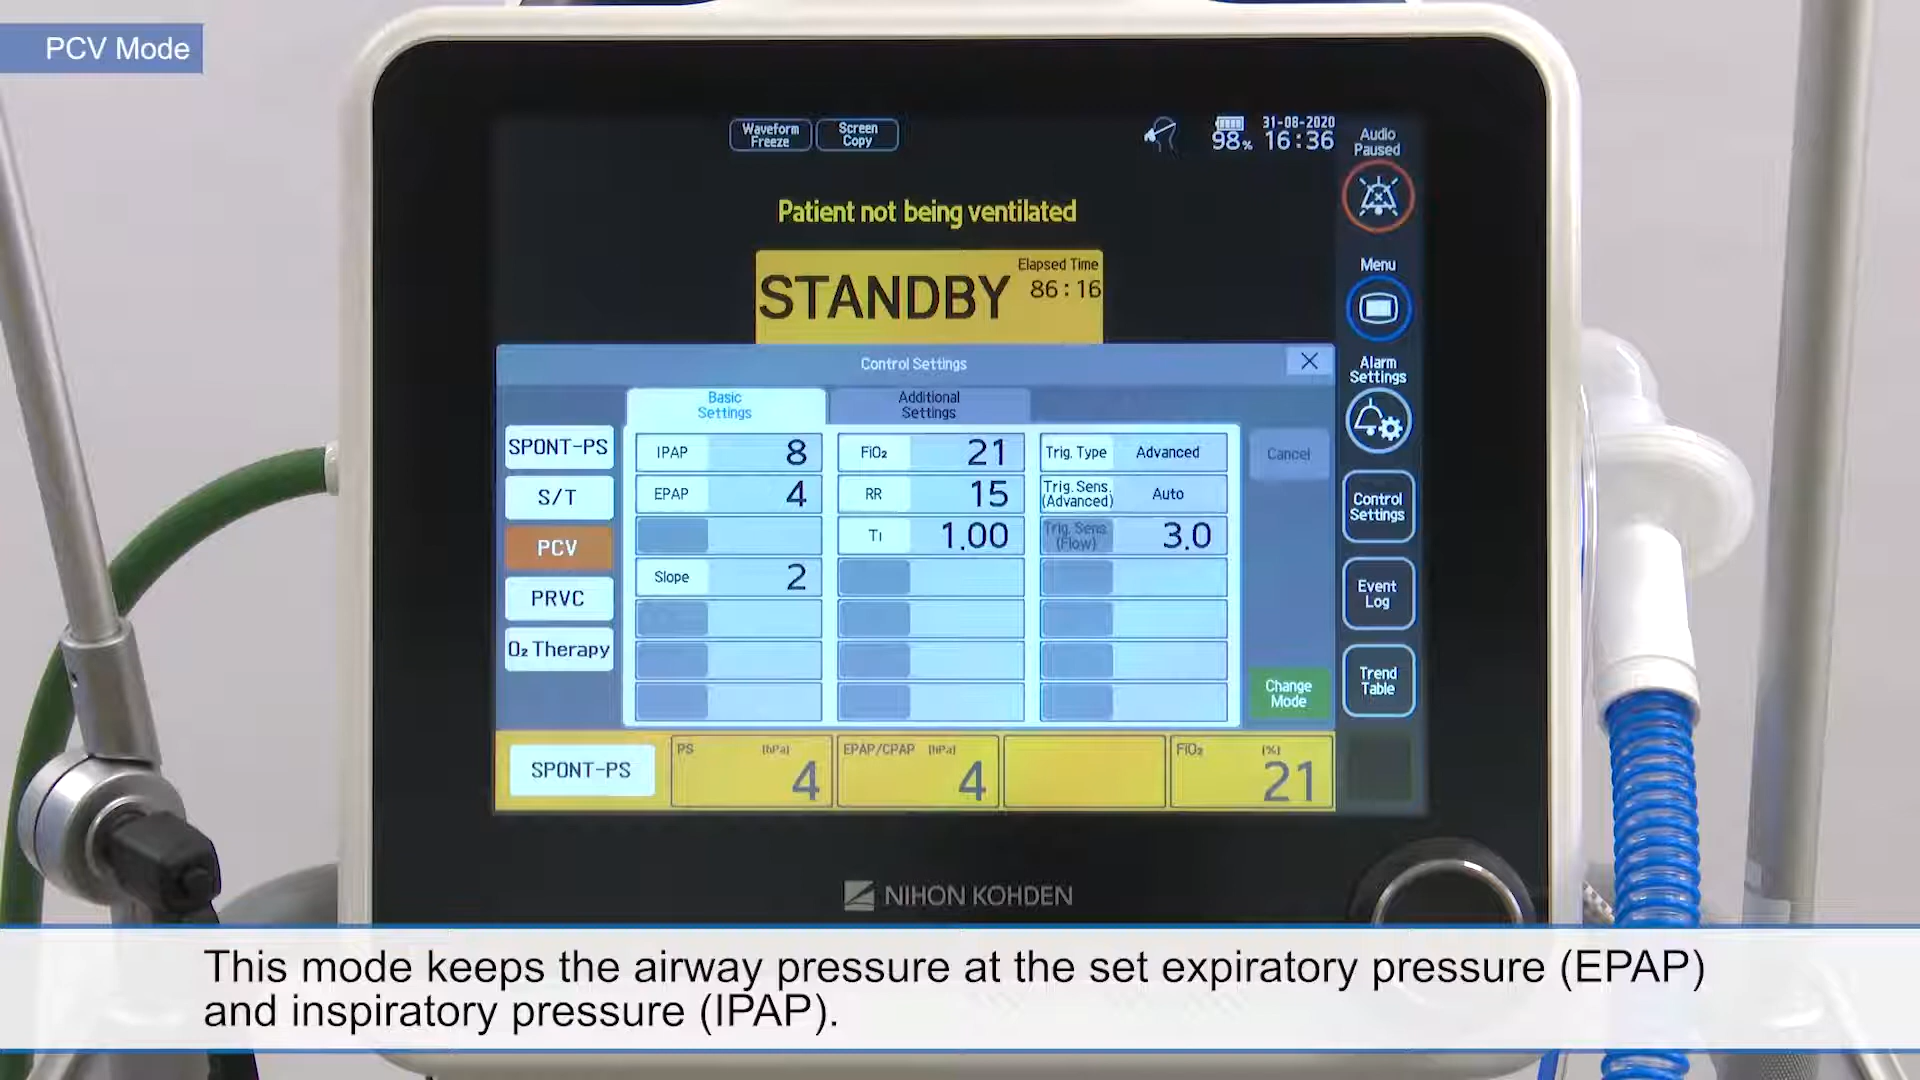 PCV Mode
Waveform
Freeze
Screen
Copy
98%
31-08-2020
16:36
Audio
Paused
Patient not being ventilated
STANDBY
Elapsed Time
86:16
Menu
Control Settings
Alarm
Settings
Basic
Settings
Additional
Settings
SPONT-PS
S/T
PCV
PRVC
O₂ Therapy
IPAP 8
EPAP 4
Slope 2
FiO₂ 21
RR 15
TI 1.00
Trig. Type Advanced
Trig. Sens.
(Advanced) Auto
Trig. Sens.
(Flow) 3.0
Cancel
Change
Mode
Control
Settings
Event
Log
Trend
Table
SPONT-PS
PS (hPa)
4
EPAP/CPAP (hPa)
4
FiO₂ (%)
21
NIHON KOHDEN
This mode keeps the airway pressure at the set expiratory pressure (EPAP)
and inspiratory pressure (IPAP).